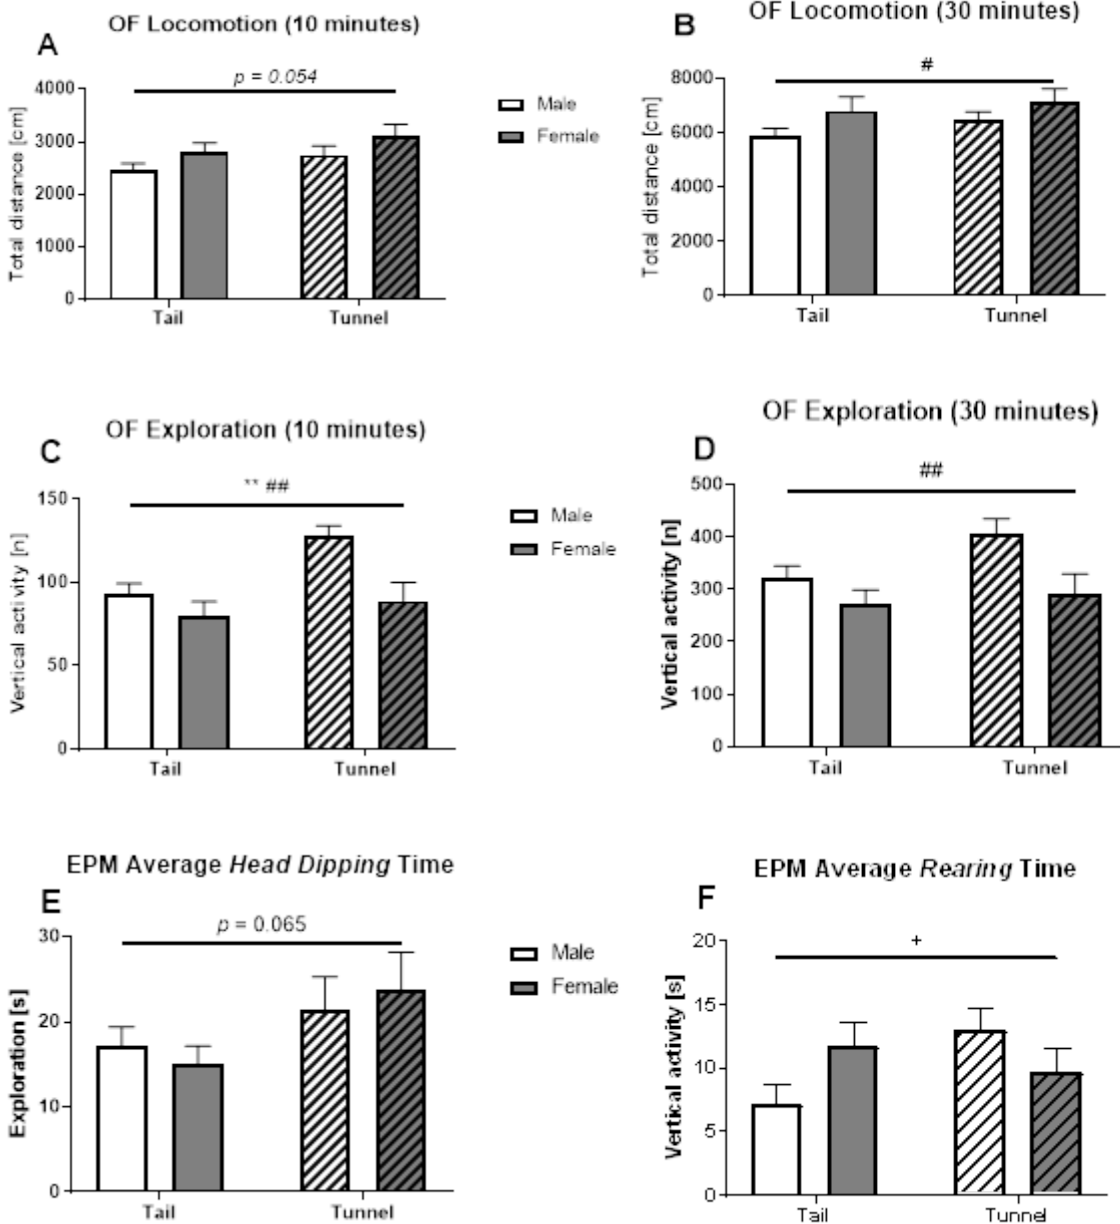 OF Locomotion (10 minutes)
A
p = 0.054
4000
3000
2000
1000
0
Total distance [cm]
Tail
Tunnel
Male
Female
OF Locomotion (30 minutes)
B
#
8000
6000
4000
2000
0
Total distance [cm]
Tail
Tunnel
OF Exploration (10 minutes)
C
** ##
150
100
50
0
Vertical activity [n]
Tail
Tunnel
Male
Female
OF Exploration (30 minutes)
D
##
500
400
300
200
100
0
Vertical activity [n]
Tail
Tunnel
EPM Average Head Dipping Time
E
p = 0.065
30
20
10
0
Exploration [s]
Tail
Tunnel
Male
Female
EPM Average Rearing Time
F
+
20
15
10
5
0
Vertical activity [s]
Tail
Tunnel